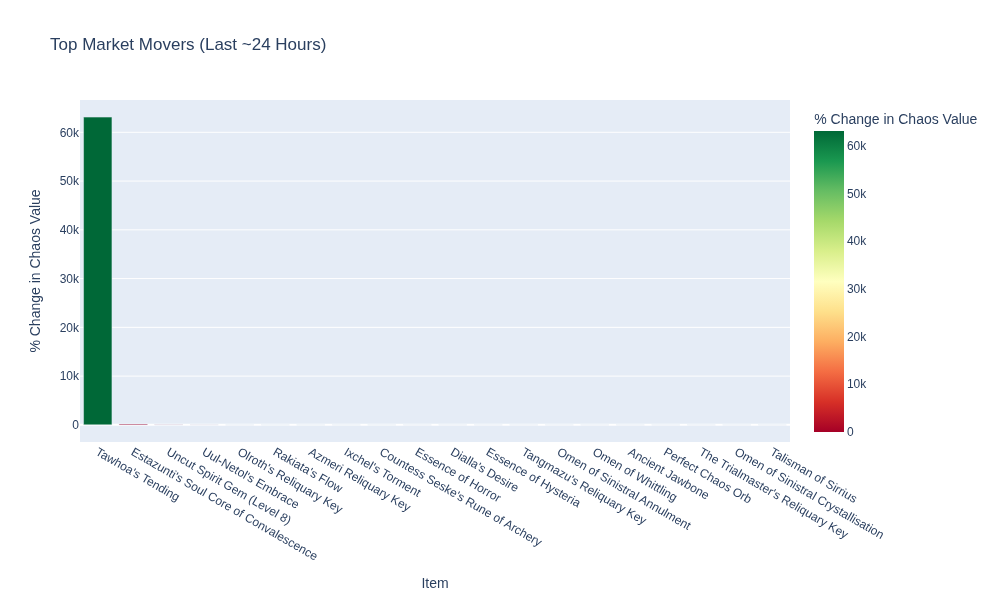 Top Market Movers (Last ~24 Hours)
% Change in Chaos Value
60k
50k
40k
30k
20k
10k
0
% Change in Chaos Value
60k
50k
40k
30k
20k
10k
0
Tawhoa's Tending
Estazunti's Soul Core of Convalescence
Uncut Spirit Gem (Level 8)
Uul-Netol's Embrace
Olroth's Reliquary Key
Rakiata's Flow
Azmeri Reliquary Key
Ixchel's Torment
Countess Seske's Rune of Archery
Essence of Horror
Dialla's Desire
Essence of Hysteria
Tangmazu's Reliquary Key
Omen of Sinistral Annulment
Omen of Whittling
Ancient Jawbone
Perfect Chaos Orb
The Trialmaster's Reliquary Key
Omen of Sinistral Crystallisation
Talisman of Sirrius
Item